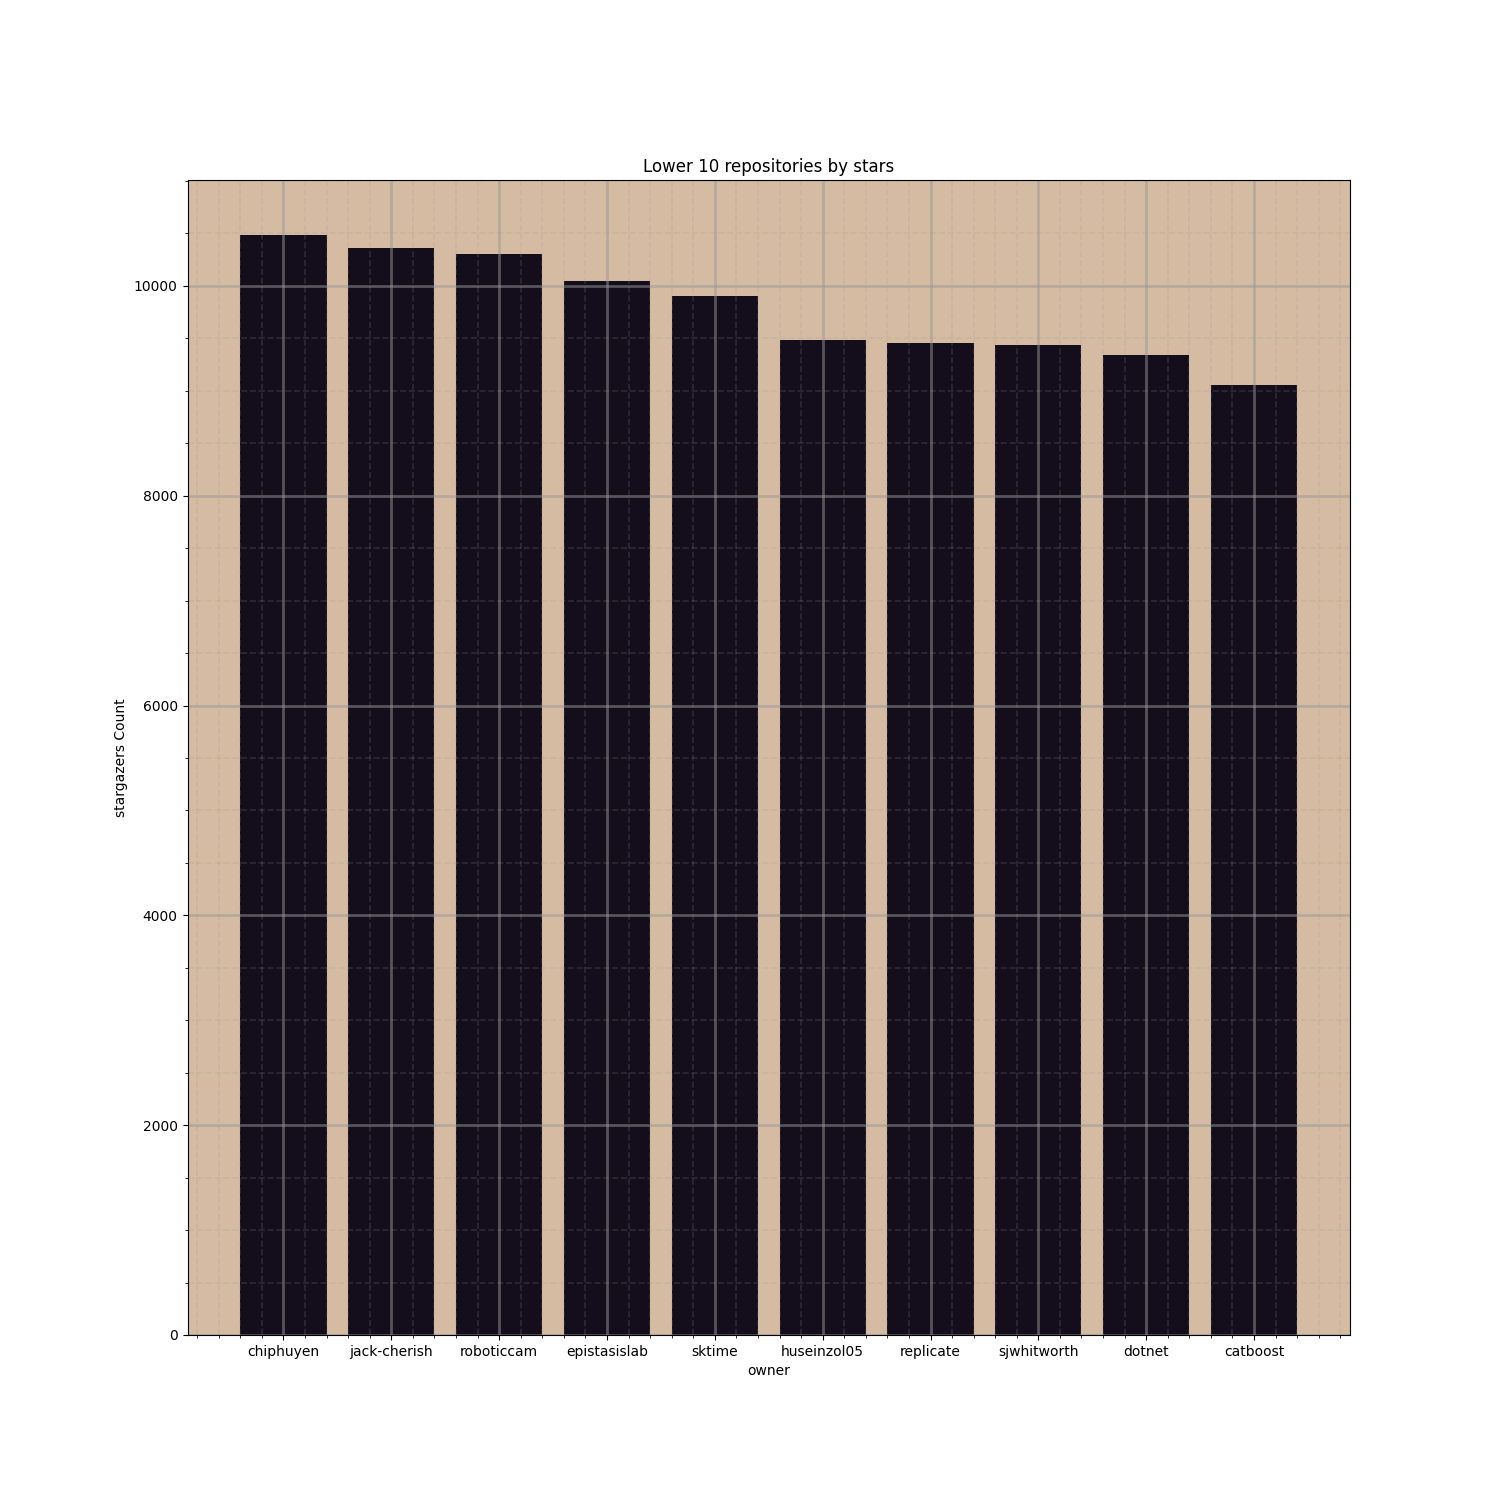 Lower 10 repositories by stars
10000
8000
6000
4000
2000
0
stargazers Count
chiphuyen jack-cherish roboticcam epistasislab sktime huseinzol05 replicate sjwhitworth dotnet catboost
owner